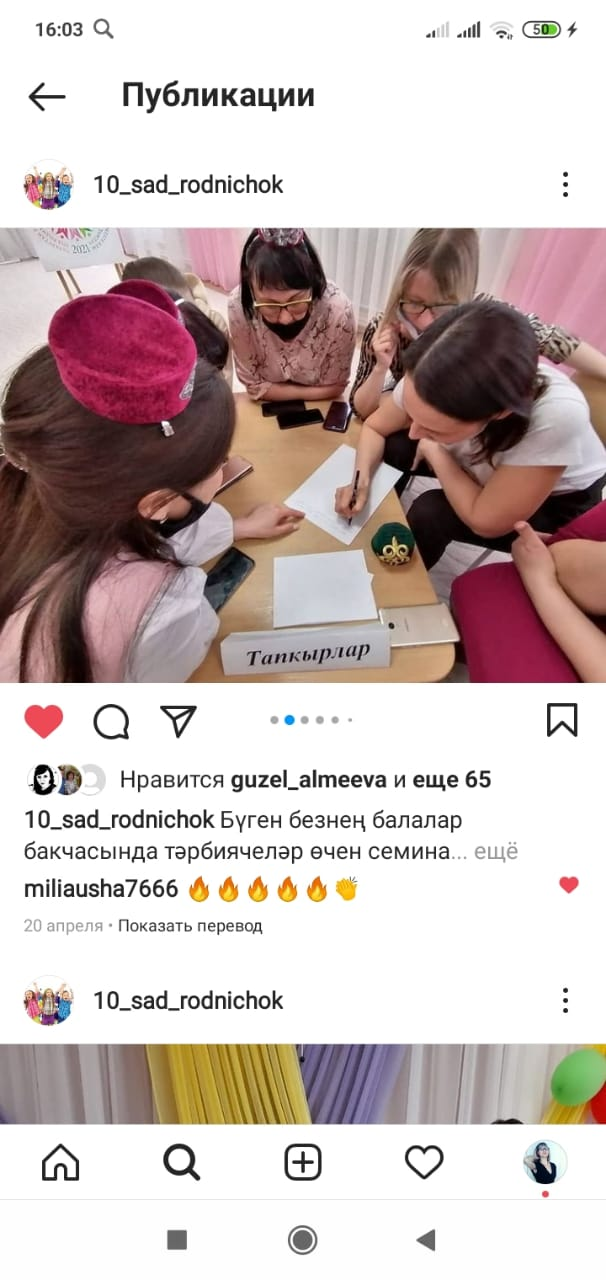 16:03
50
Публикации
10_sad_rodnichok
2021
Тапкырлар
Нравится guzel_almeeva и еще 65
10_sad_rodnichok Бүген безнең балалар
бакчасында тәрбиячеләр өчен семина... ещё
miliausha7666 🔥🔥🔥🔥🔥👏
20 апреля • Показать перевод
10_sad_rodnichok